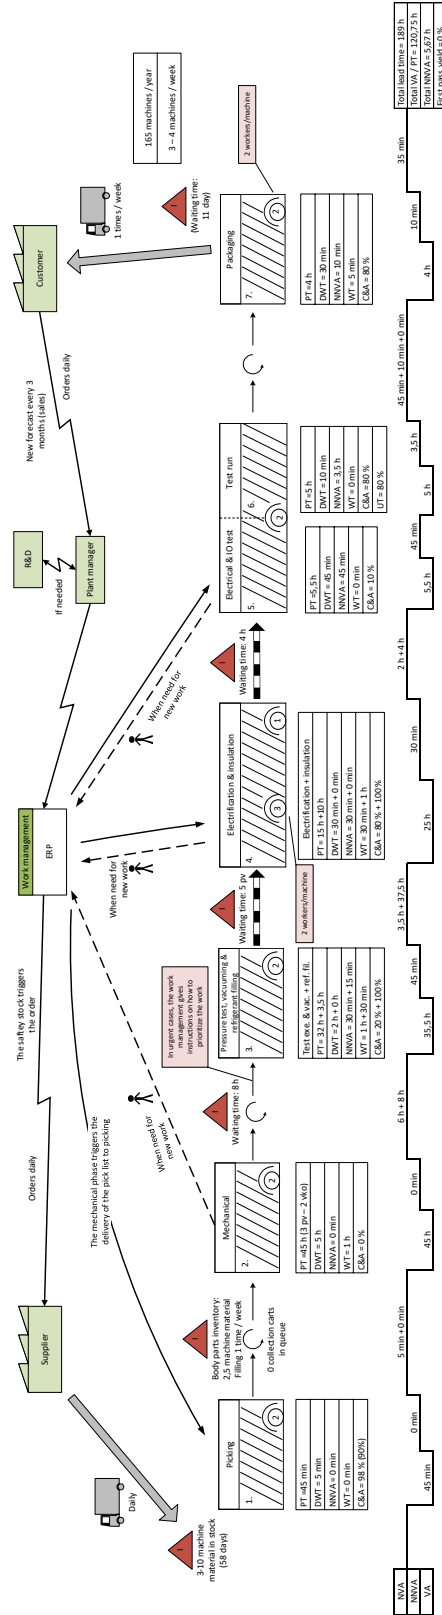 Supplier
Orders daily
The saftey stock triggers
the order
Work management
ERP
If needed
R&D
Plant manager
New forecast every 3
months (sales)
Orders daily
Customer
Daily
1 times / week
165 machines / year
3 – 4 machines / week
The mechanical phase triggers the
delivery of the pick list to picking
When need for
new work
When need for
new work
When need for
new work
I
3-10 machine
material in stock
(58 days)
I
Body parts inventory:
2,5 machine material
Filling 1 time / week
0 collection carts
in queue
I
Waiting time: 8h
In urgent cases, the work
management gives
instructions on how to
prioritize the work
I
Waiting time: 5 pv
I
Waiting time: 4 h
I
(Waiting time:
11 day)
2 workers/machine
2 workers/machine
Picking
1.
2
PT =45 min
DWT = 5 min
NNVA = 0 min
WT = 0 min
C&A = 98 % (90%)
Mechanical
2.
2
PT =45 h (3 pv – 2 vko)
DWT = 5 h
NNVA = 0 min
WT = 1 h
C&A = 0 %
Pressure test, vacuuming &
refrigerant filling
3.
2
Test exe. & vac. + ref. fil.
PT = 32 h + 3,5 h
DWT = 2 h + 0 h
NNVA = 30 min + 15 min
WT = 1 h + 30 min
C&A = 20 % + 100%
Electrification & insulation
4.
3
1
Electrification + insulation
PT = 15 h +10 h
DWT = 30 min + 0 min
NNVA = 30 min + 0 min
WT = 30 min + 1 h
C&A = 80 % + 100%
Electrical & IO test
5.
2
PT =5,5 h
DWT = 45 min
NNVA = 45 min
WT = 0 min
C&A = 10 %
Test run
6.
PT =5 h
DWT = 10 min
NNVA = 3,5 h
WT = 0 min
C&A = 80 %
UT = 80 %
Packaging
7.
2
PT =4 h
DWT = 30 min
NNVA = 10 min
WT = 5 min
C&A = 80 %
NVA
NNVA
VA
45 min
0 min
5 min + 0 min
45 h
0 min
6 h + 8 h
35,5h
45 min
3,5 h + 37,5 h
25 h
30 min
2 h + 4 h
5,5 h
45 min
5 h
3,5 h
45 min + 10 min + 0 min
4 h
10 min
35 min
Total lead time = 189 h
Total VA / PT = 120,75 h
Total NNVA = 5,67 h
First pass yield = 0 %